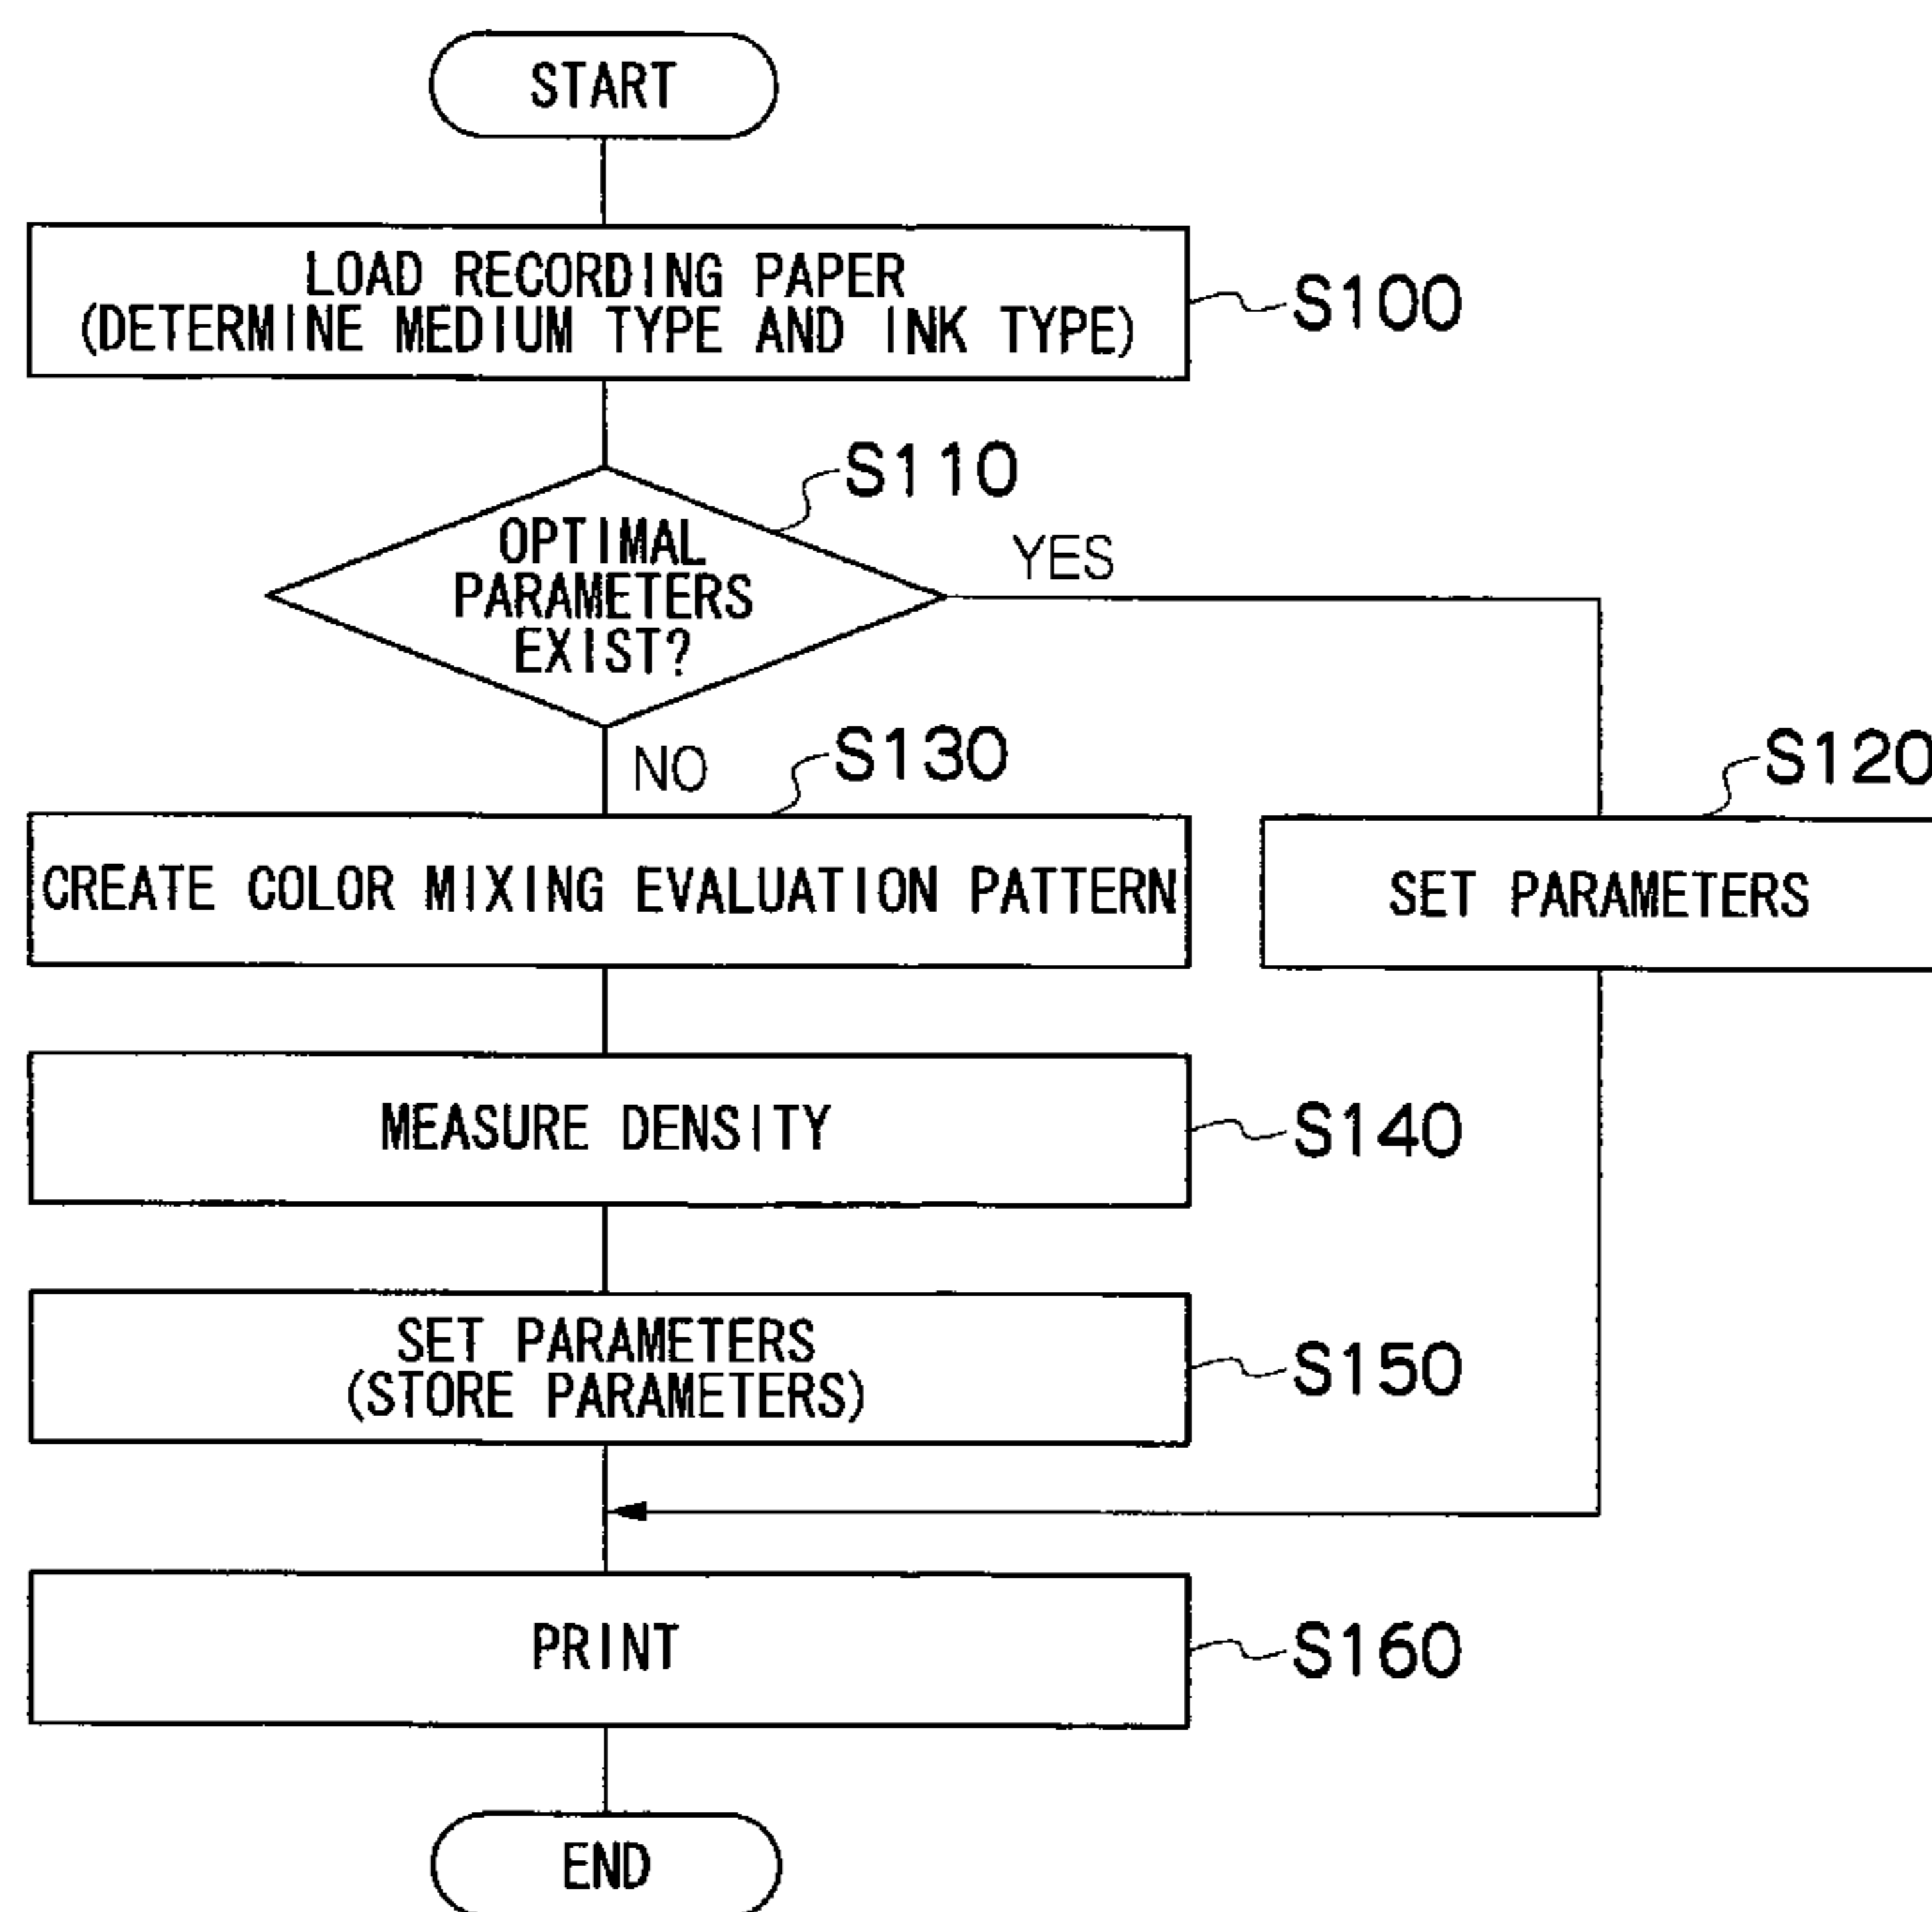 START
LOAD RECORDING PAPER
(DETERMINE MEDIUM TYPE AND INK TYPE)
S100
S110
OPTIMAL
PARAMETERS
EXIST?
YES
NO
S130
S120
CREATE COLOR MIXING EVALUATION PATTERN
SET PARAMETERS
MEASURE DENSITY
S140
SET PARAMETERS
(STORE PARAMETERS)
S150
PRINT
S160
END